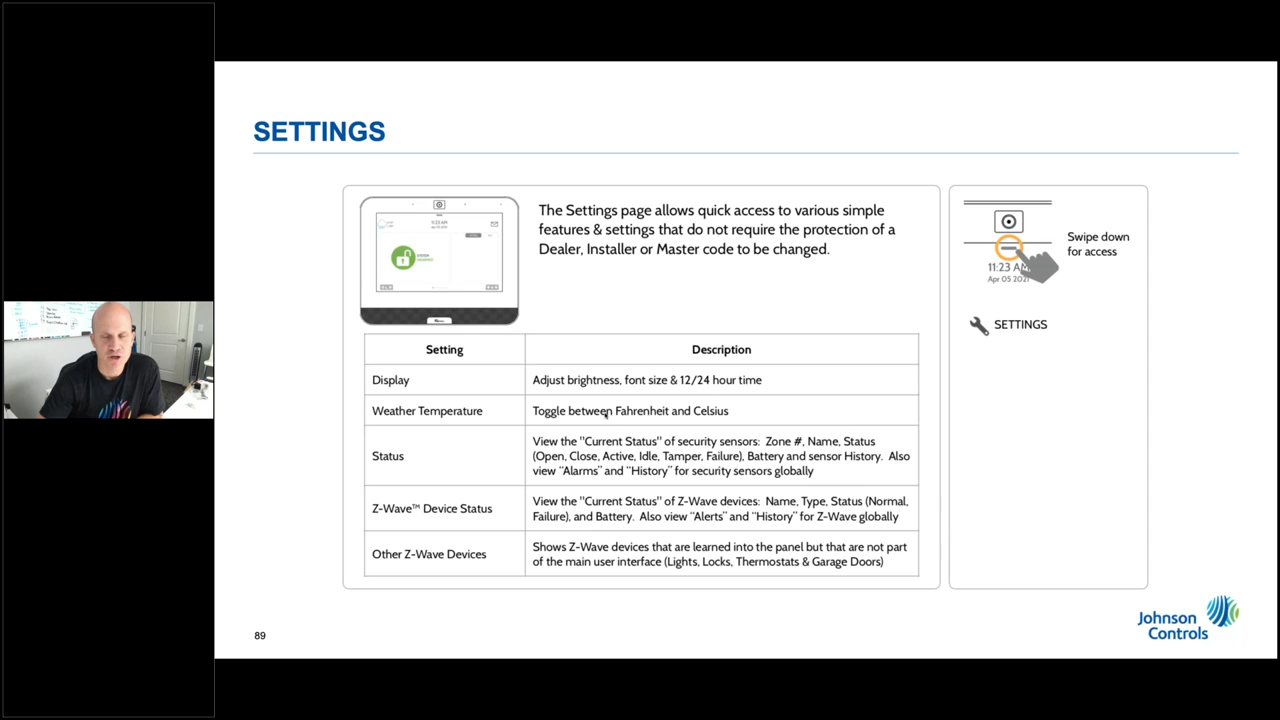 SETTINGS
The Settings page allows quick access to various simple
features & settings that do not require the protection of a
Dealer, Installer or Master code to be changed.
Swipe down
for access
11:23 AM
Apr 05 2021
SETTINGS
Setting Description
Display Adjust brightness, font size & 12/24 hour time
Weather Temperature Toggle between Fahrenheit and Celsius
Status View the "Current Status" of security sensors: Zone #, Name, Status
(Open, Close, Active, Idle, Tamper, Failure), Battery and sensor History. Also
view "Alarms" and "History" for security sensors globally
Z-Wave™ Device Status View the "Current Status" of Z-Wave devices: Name, Type, Status (Normal,
Failure), and Battery. Also view "Alerts" and "History" for Z-Wave globally
Other Z-Wave Devices Shows Z-Wave devices that are learned into the panel but that are not part
of the main user interface (Lights, Locks, Thermostats & Garage Doors)
89
Johnson
Controls